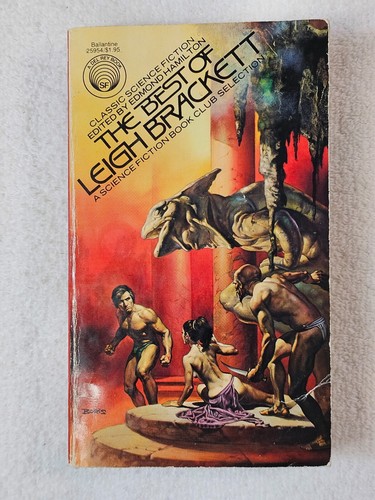 Ballantine
25954•$1.95
A DEL REY BOOK
SF
CLASSIC SCIENCE FICTION
EDITED BY EDMOND HAMILTON
THE BEST OF
LEIGH BRACKETT
A SCIENCE FICTION BOOK CLUB SELECTION
BORIS